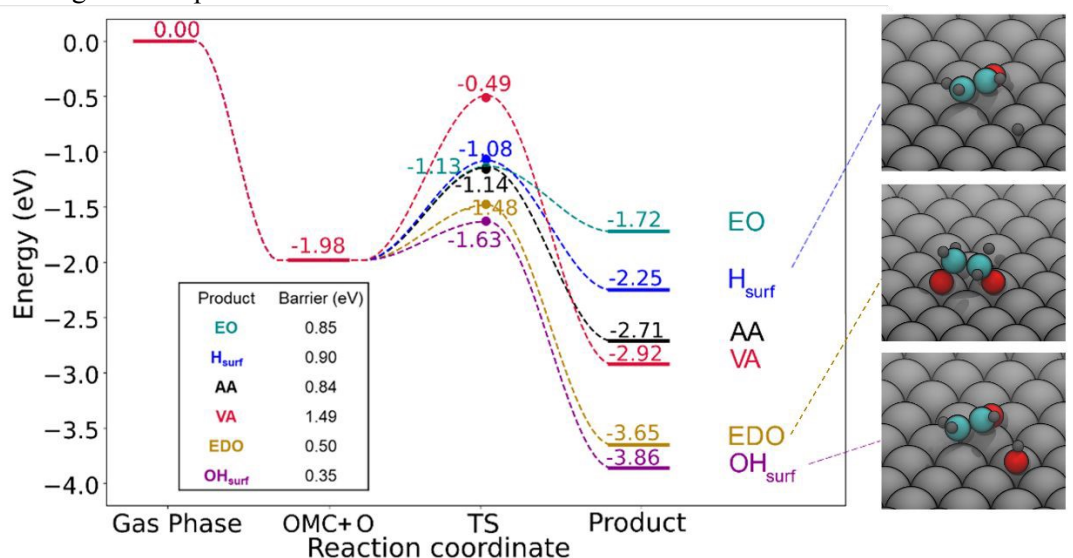 0.00
-0.49
-1.08
-1.13
-1.14
-1.48
-1.63
-1.98
-1.72
-2.25
-2.71
-2.92
-3.65
-3.86
EO
Hsurf
AA
VA
EDO
OHsurf
Energy (eV)
0.0
−0.5
−1.0
−1.5
−2.0
−2.5
−3.0
−3.5
−4.0
Product Barrier (eV)
EO 0.85
Hsurf 0.90
AA 0.84
VA 1.49
EDO 0.50
OHsurf 0.35
Gas Phase OMC+O TS Product
Reaction coordinate